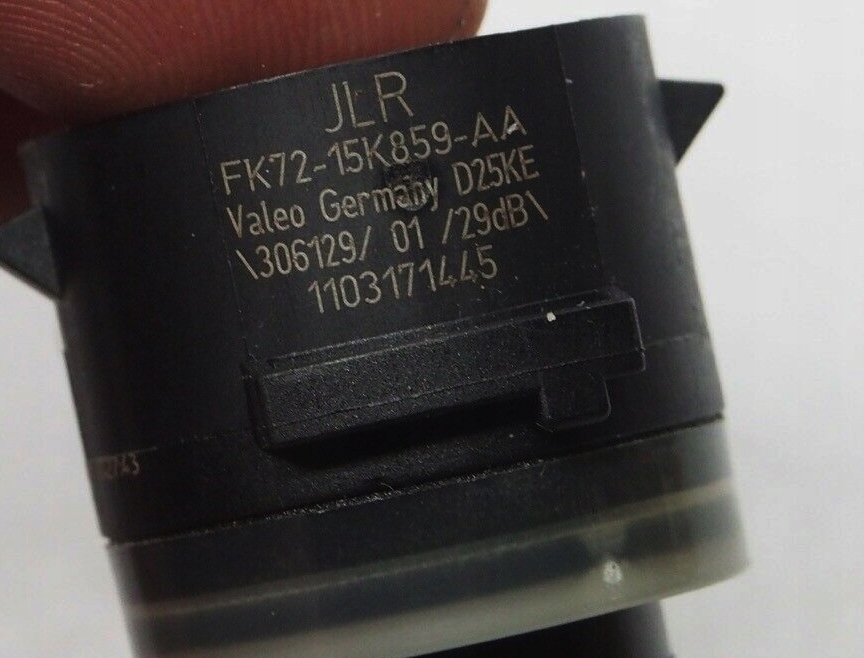 JLR
FK72-15K859-AA
Valeo Germany D25KE
\306129/ 01 /29dB\
1103171445